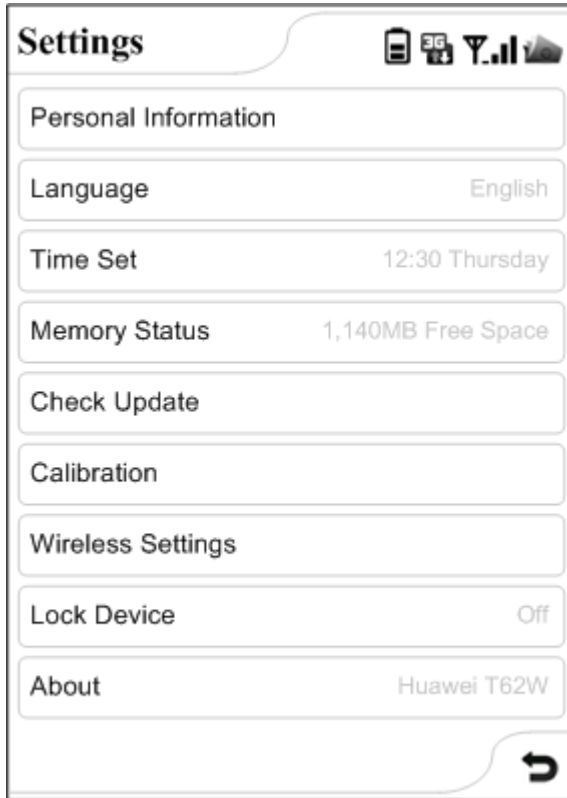 Settings
3G
Personal Information
Language English
Time Set 12:30 Thursday
Memory Status 1,140MB Free Space
Check Update
Calibration
Wireless Settings
Lock Device Off
About Huawei T62W